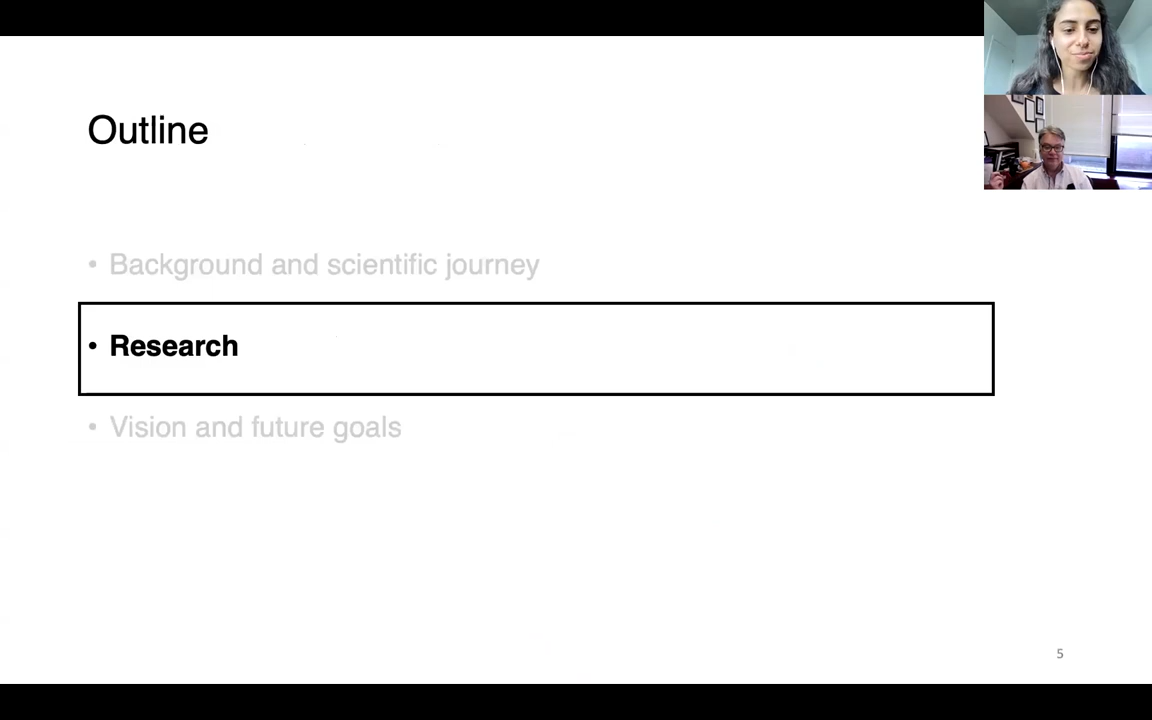 Outline
• Background and scientific journey
• Research
• Vision and future goals
5